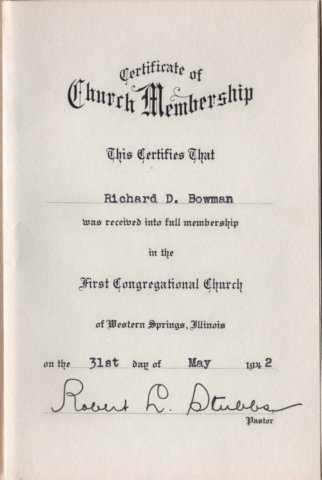 Certificate of
Church Membership
This Certifies That
Richard D. Bowman
was received into full membership
in the
First Congregational Church
of Western Springs, Illinois
on the 31st day of May 1942
Robert L. Stubbs
Pastor